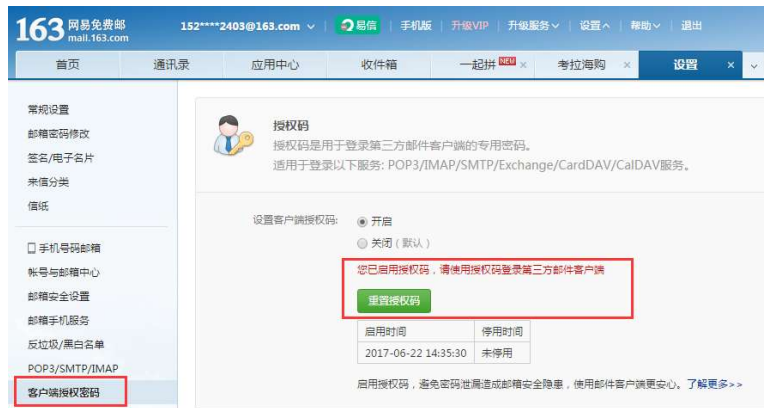 163 网易免费邮 mail.163.com 152****2403@163.com 易信 手机版 升级VIP 升级服务 设置 帮助 退出
首页 通讯录 应用中心 收件箱 一起拼 NEW × 考拉海购 × 设置 ×
常规设置
邮箱密码修改
签名/电子名片
来信分类
信纸
手机号码邮箱
帐号与邮箱中心
邮箱安全设置
邮箱手机服务
反垃圾/黑白名单
POP3/SMTP/IMAP
客户端授权密码
授权码
授权码是用于登录第三方邮件客户端的专用密码。
适用于登录以下服务: POP3/IMAP/SMTP/Exchange/CardDAV/CalDAV服务。
设置客户端授权码: 开启
关闭(默认)
您已启用授权码,请使用授权码登录第三方邮件客户端
重置授权码
启用时间 停用时间
2017-06-22 14:35:30 未停用
启用授权码,避免密码泄漏造成邮箱安全隐患,使用邮件客户端更安心。了解更多>>